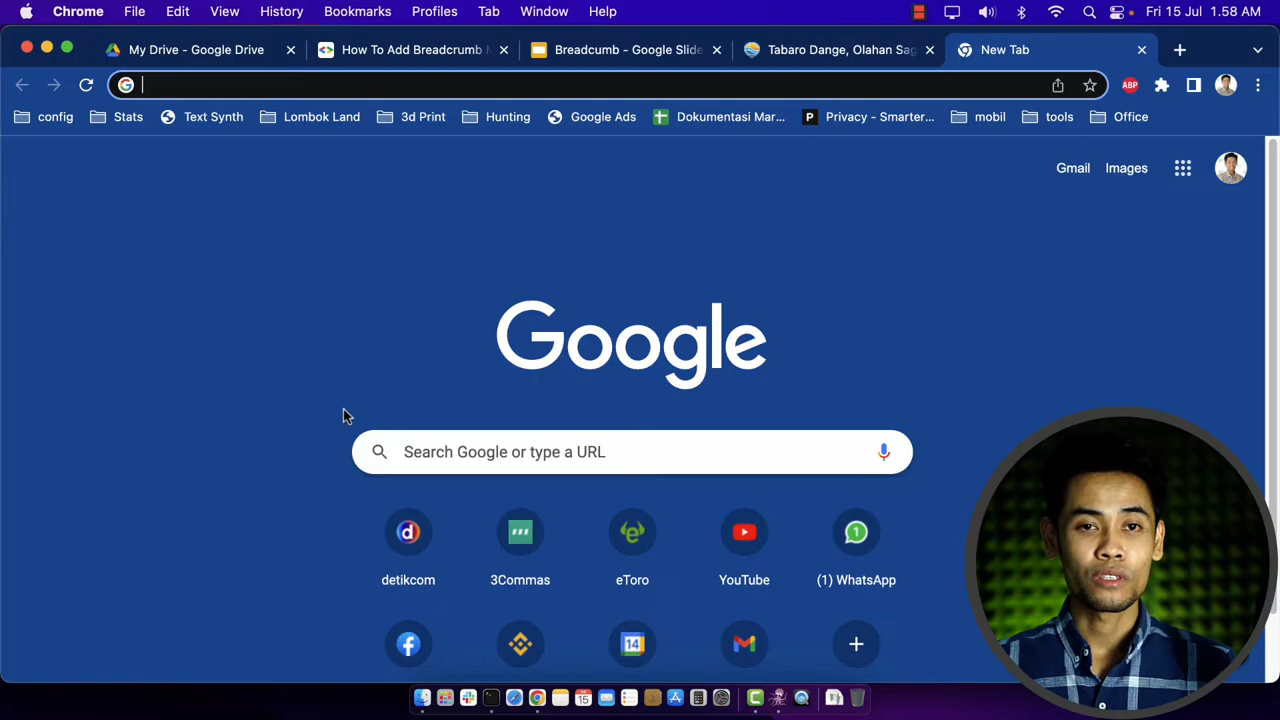 Chrome File Edit View History Bookmarks Profiles Tab Window Help Fri 15 Jul 1.58 AM
My Drive - Google Drive How To Add Breadcrumb Breadcumb - Google Slide Tabaro Dange, Olahan Sag New Tab
config Stats Text Synth Lombok Land 3d Print Hunting Google Ads Dokumentasi Mar... Privacy - Smarter... mobil tools Office
ABP
Gmail Images
Google
Search Google or type a URL
detikcom 3Commas eToro YouTube (1) WhatsApp
14